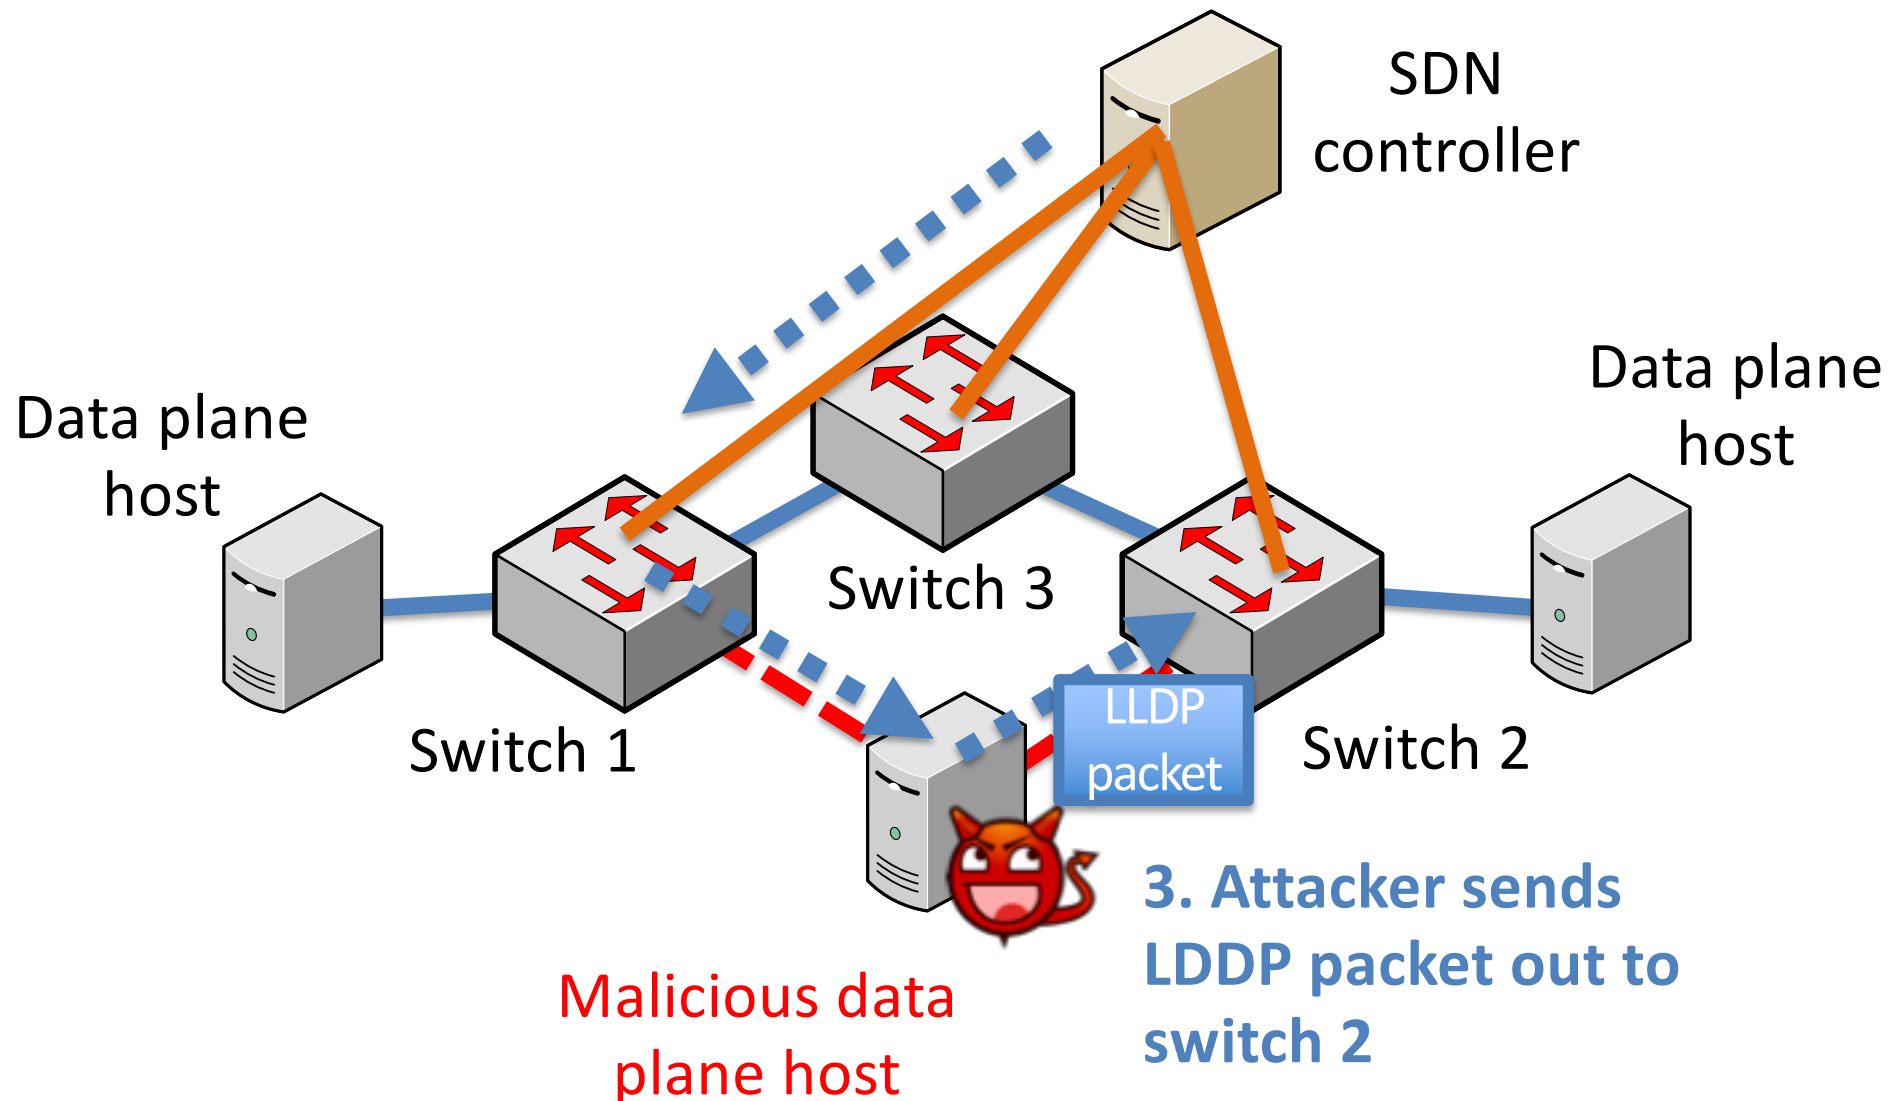 SDN
controller
Data plane
host
Data plane
host
Switch 3
Switch 1
LLDP
packet
Switch 2
3. Attacker sends
LDDP packet out to
switch 2
Malicious data
plane host